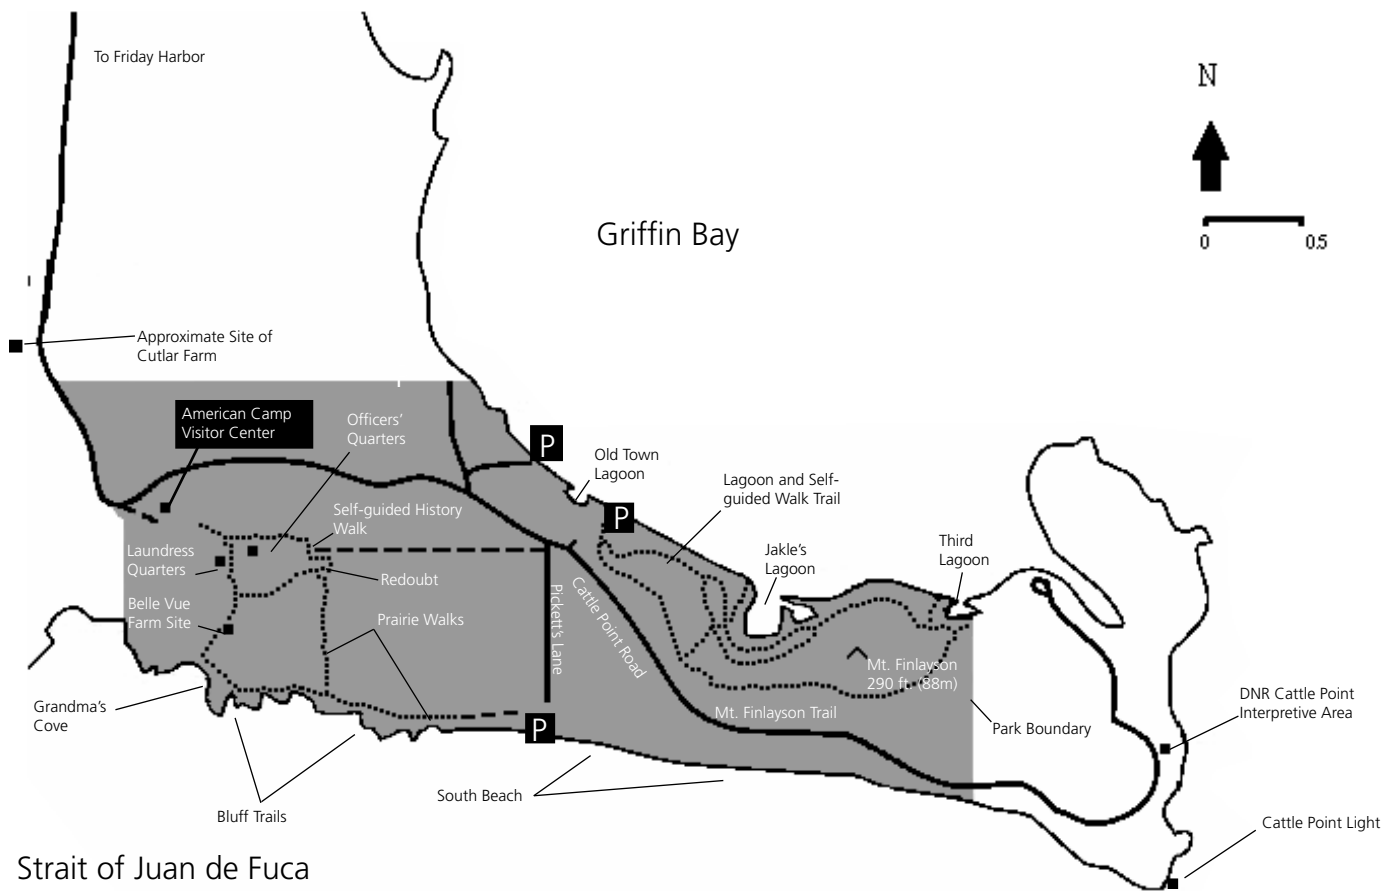 To Friday Harbor
N
Griffin Bay
0
0.5
Approximate Site of
Cutlar Farm
American Camp
Visitor Center
Officers'
Quarters
P
Old Town
Lagoon
Lagoon and Self-
guided Walk Trail
P
Self-guided History
Walk
Jakle's
Lagoon
Third
Lagoon
Laundress
Quarters
Redoubt
Belle Vue
Farm Site
Prairie Walks
Pickett's Lane
Cattle Point Road
Mt. Finlayson
290 ft. (88m)
Grandma's
Cove
Mt. Finlayson Trail
Park Boundary
DNR Cattle Point
Interpretive Area
P
South Beach
Bluff Trails
Cattle Point Light
Strait of Juan de Fuca